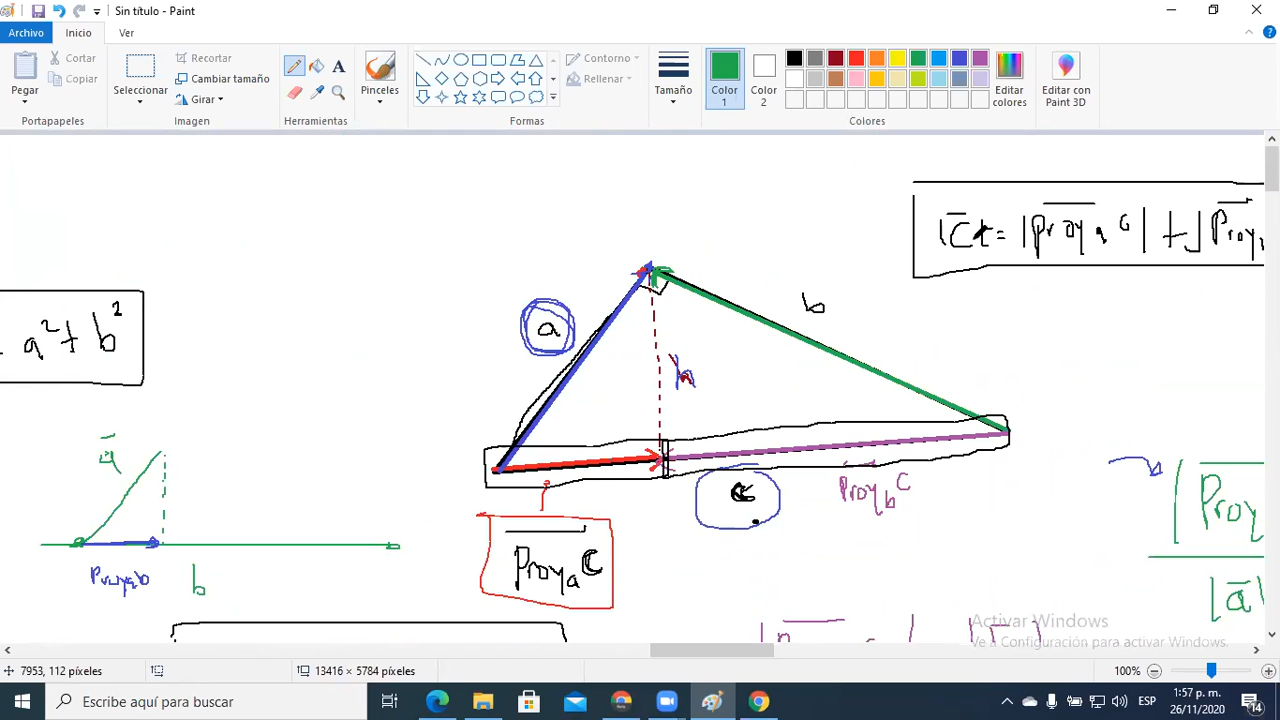 Sin título - Paint
Archivo Inicio Ver
Pegar
Cortar
Copiar
Seleccionar
Recortar
Cambiar tamaño
Girar
Pinceles
Contorno
Rellenar
Tamaño
Color 1
Color 2
Editar colores
Editar con Paint 3D
Portapapeles Imagen Herramientas Formas Colores
|C| = |Proy a C| + |Proy
a² + b²
a
b
h
a
Proy a b
b
C
Proy b C
Proy a C
|Proy
|a|
Activar Windows
Ve a Configuración para activar Windows.
7953, 112 píxeles
13416 × 5784 píxeles
100%
Escribe aquí para buscar
ESP
1:57 p. m.
26/11/2020
14